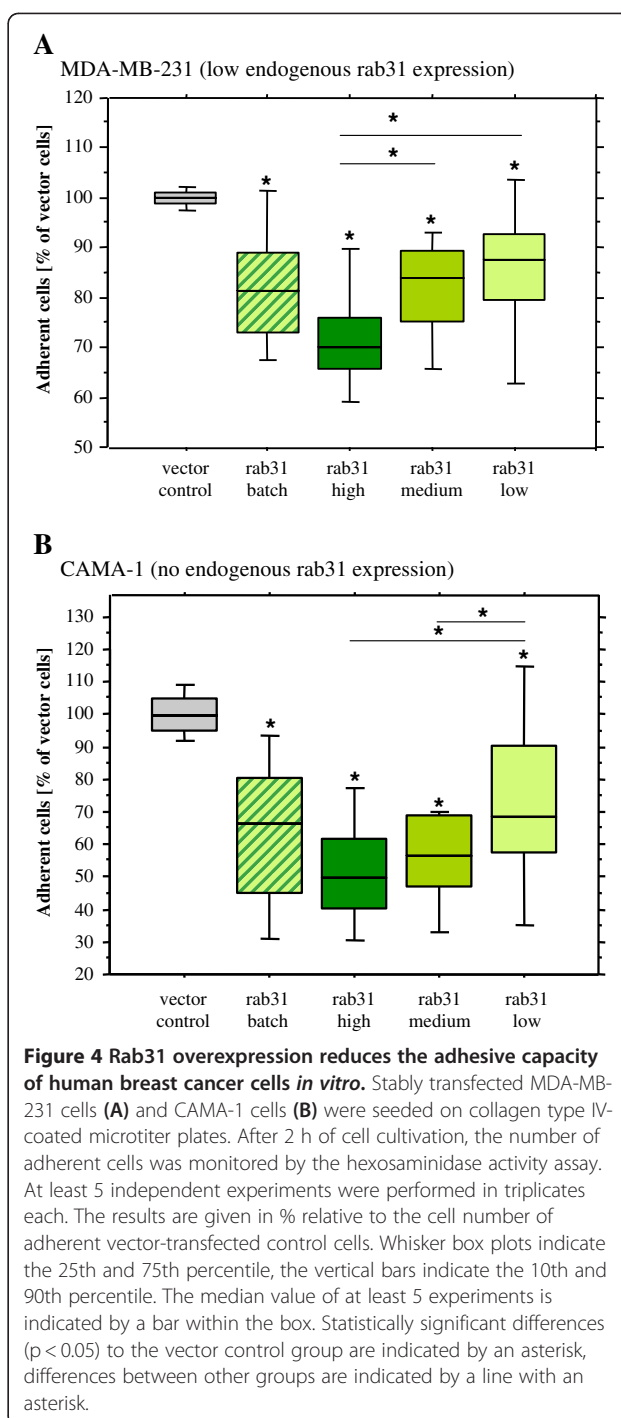 A
MDA-MB-231 (low endogenous rab31 expression)
Adherent cells [% of vector cells]
120
110
100
90
80
70
60
50
*
*
*
*
*
*
vector control
rab31 batch
rab31 high
rab31 medium
rab31 low
B
CAMA-1 (no endogenous rab31 expression)
Adherent cells [% of vector cells]
130
120
110
100
90
80
70
60
50
40
30
20
*
*
*
*
*
*
vector control
rab31 batch
rab31 high
rab31 medium
rab31 low
Figure 4 Rab31 overexpression reduces the adhesive capacity
of human breast cancer cells in vitro. Stably transfected MDA-MB-
231 cells (A) and CAMA-1 cells (B) were seeded on collagen type IV-
coated microtiter plates. After 2 h of cell cultivation, the number of
adherent cells was monitored by the hexosaminidase activity assay.
At least 5 independent experiments were performed in triplicates
each. The results are given in % relative to the cell number of
adherent vector-transfected control cells. Whisker box plots indicate
the 25th and 75th percentile, the vertical bars indicate the 10th and
90th percentile. The median value of at least 5 experiments is
indicated by a bar within the box. Statistically significant differences
(p < 0.05) to the vector control group are indicated by an asterisk,
differences between other groups are indicated by a line with an
asterisk.